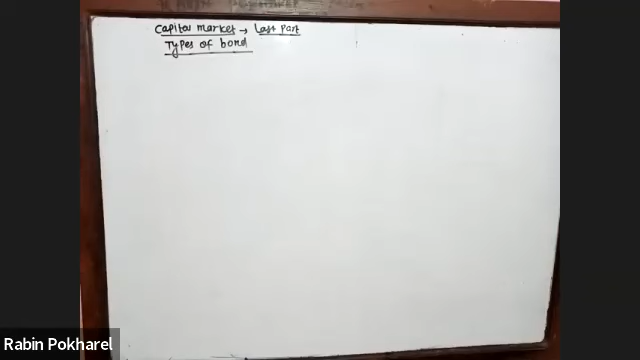 Capital market → Last part
Types of bond
Rabin Pokharel